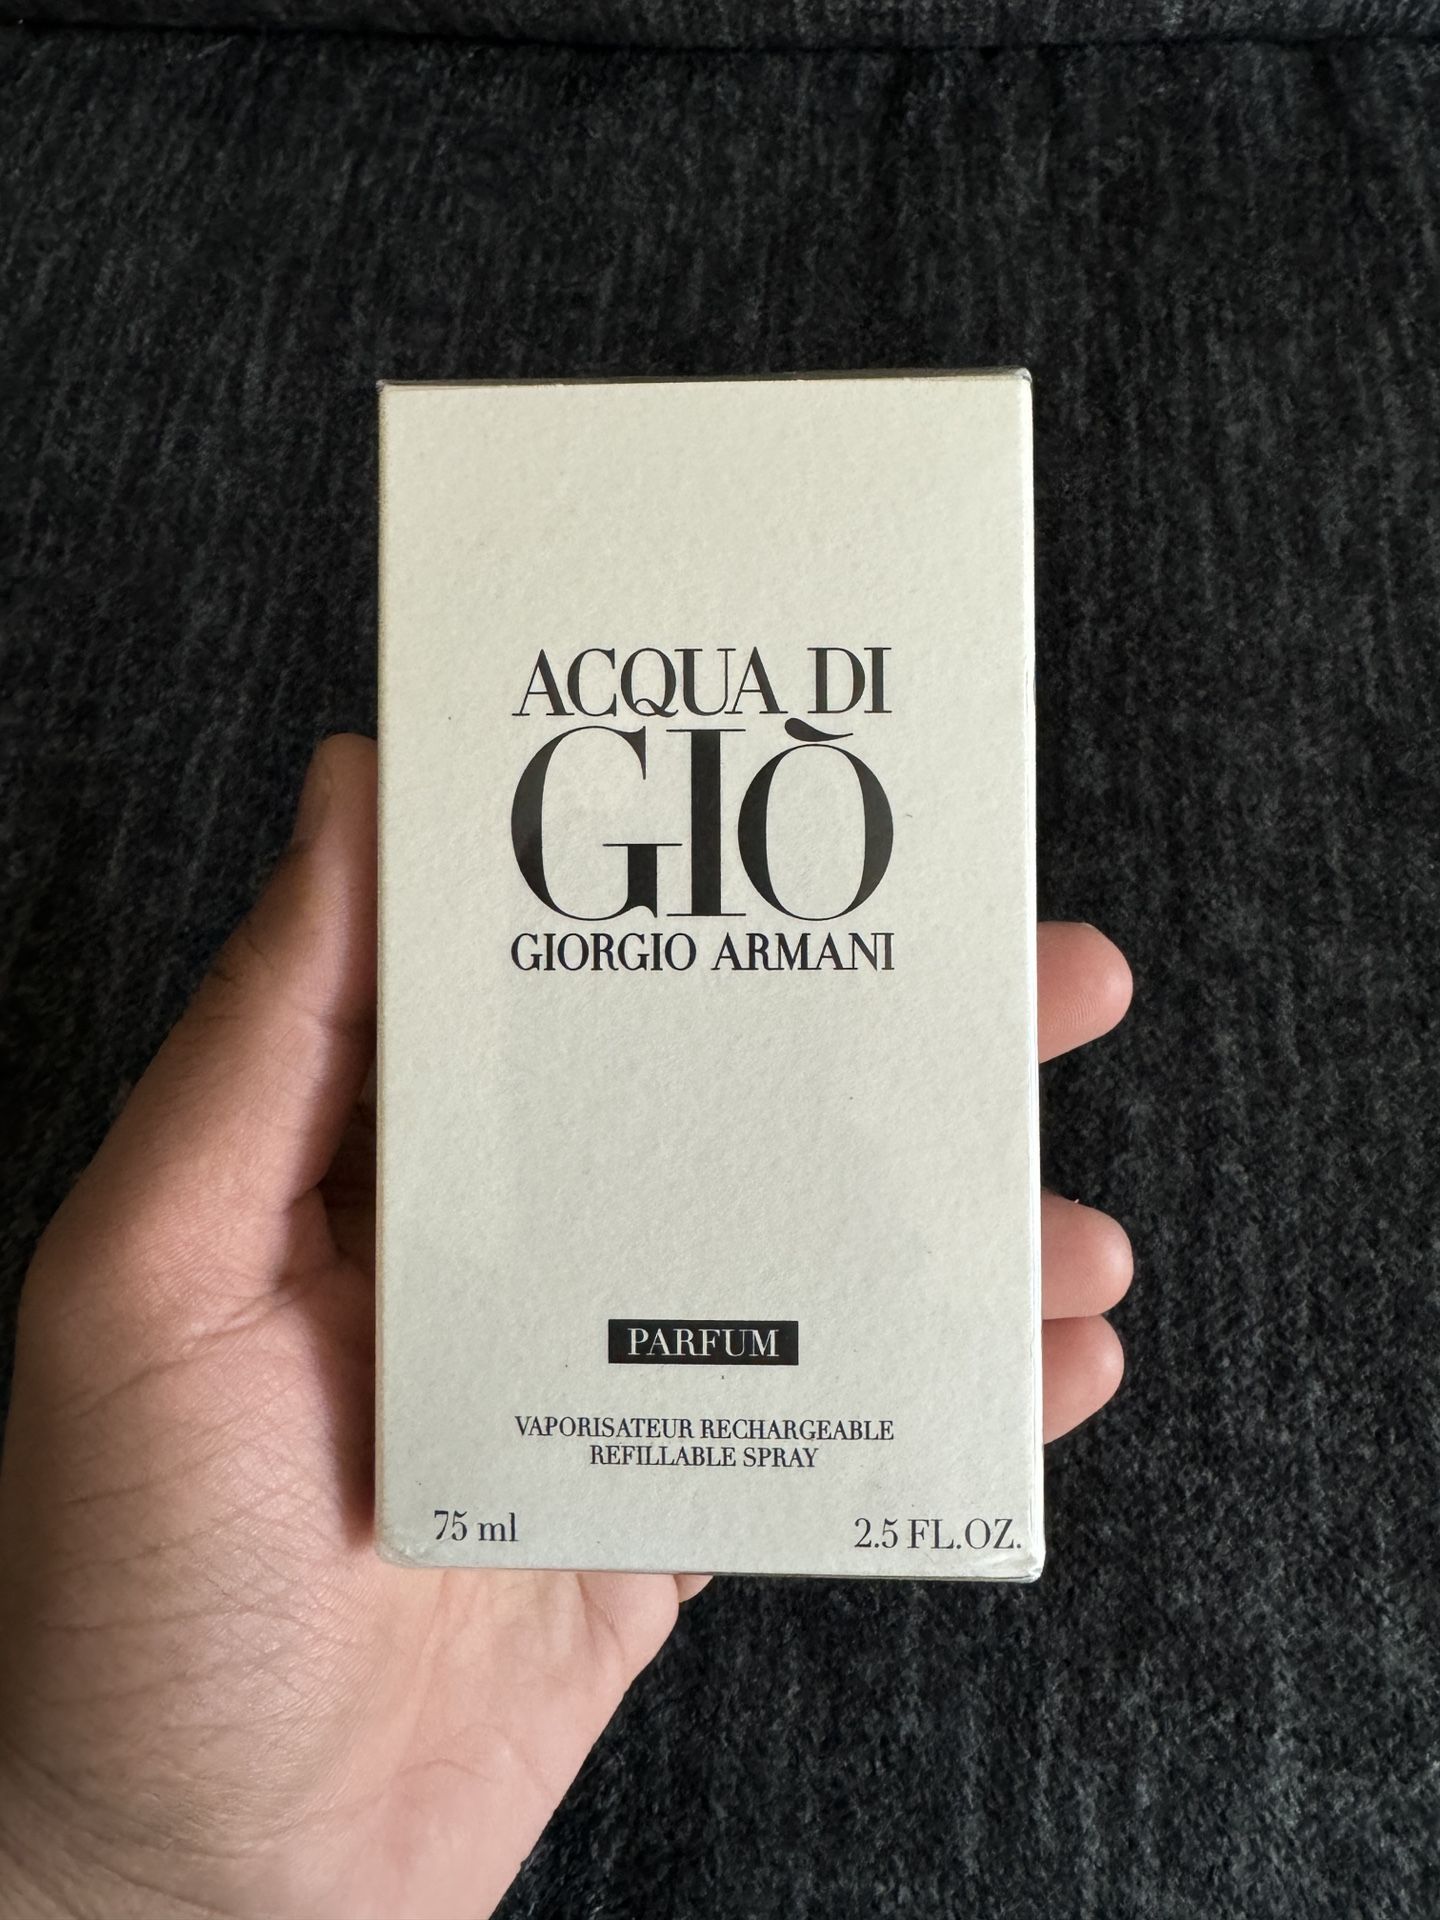 ACQUA DI
GIÒ
GIORGIO ARMANI
PARFUM
VAPORISATEUR RECHARGEABLE
REFILLABLE SPRAY
75 ml 2.5 FL.OZ.